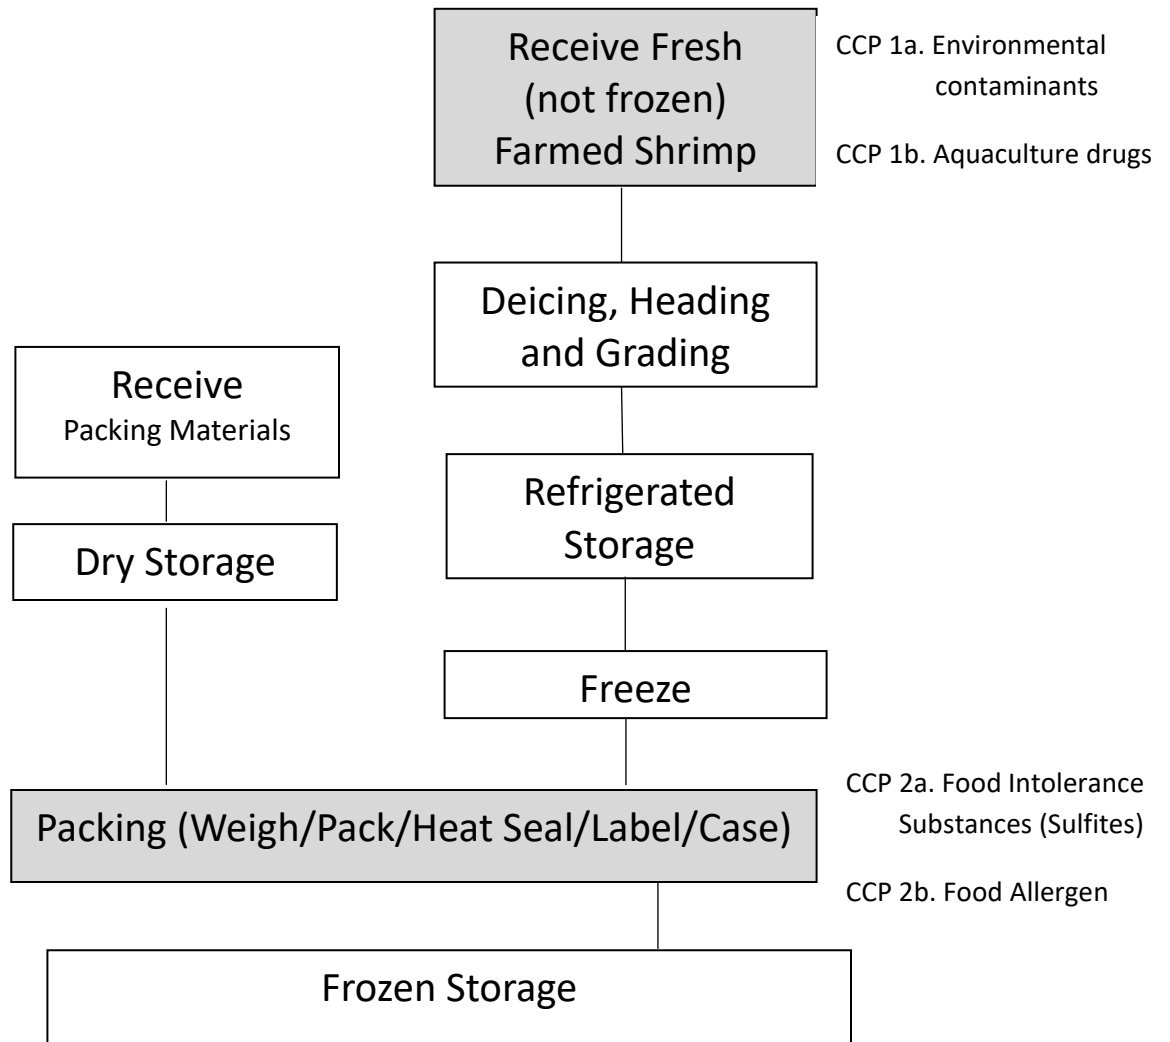 Receive Fresh
(not frozen)
Farmed Shrimp
CCP 1a. Environmental
contaminants
CCP 1b. Aquaculture drugs
Deicing, Heading
and Grading
Receive
Packing Materials
Refrigerated
Storage
Dry Storage
Freeze
Packing (Weigh/Pack/Heat Seal/Label/Case)
CCP 2a. Food Intolerance
Substances (Sulfites)
CCP 2b. Food Allergen
Frozen Storage